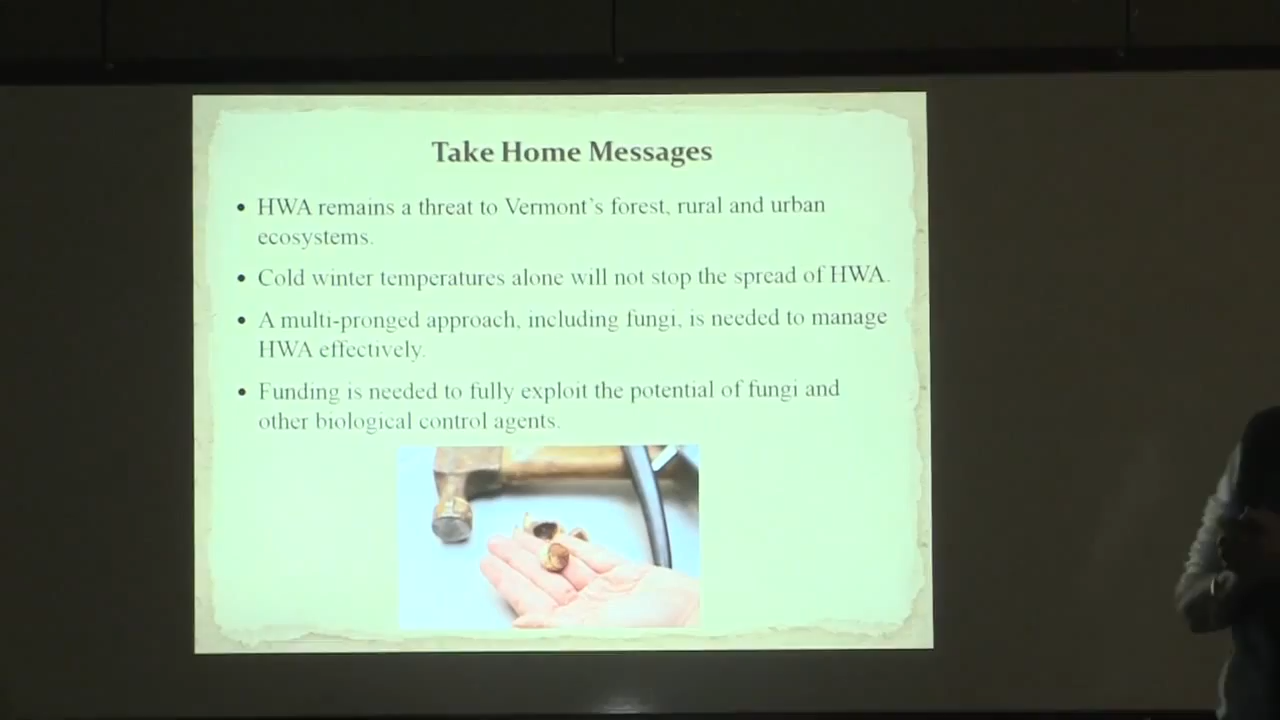 Take Home Messages
• HWA remains a threat to Vermont's forest, rural and urban
ecosystems.
• Cold winter temperatures alone will not stop the spread of HWA.
• A multi-pronged approach, including fungi, is needed to manage
HWA effectively.
• Funding is needed to fully exploit the potential of fungi and
other biological control agents.